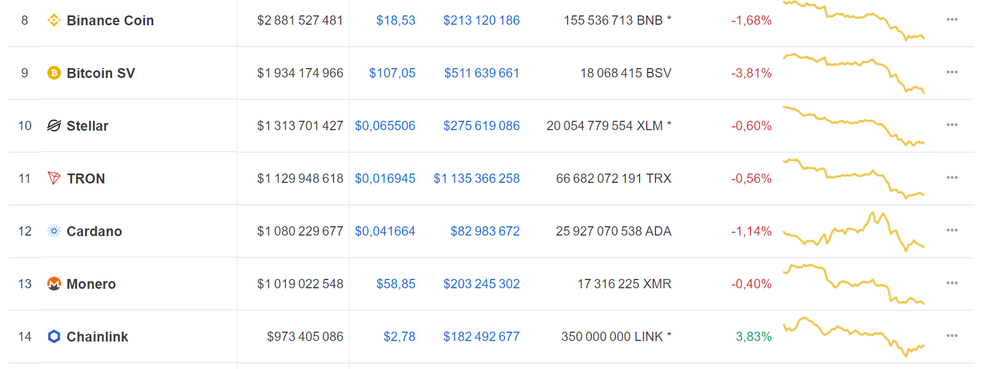 8 Binance Coin $2 881 527 481 $18,53 $213 120 186 155 536 713 BNB * -1,68% •••
9 Bitcoin SV $1 934 174 966 $107,05 $511 639 661 18 068 415 BSV -3,81% •••
10 Stellar $1 313 701 427 $0,065506 $275 619 086 20 054 779 554 XLM * -0,60% •••
11 TRON $1 129 948 618 $0,016945 $1 135 366 258 66 682 072 191 TRX -0,56% •••
12 Cardano $1 080 229 677 $0,041664 $82 983 672 25 927 070 538 ADA -1,14% •••
13 Monero $1 019 022 548 $58,85 $203 245 302 17 316 225 XMR -0,40% •••
14 Chainlink $973 405 086 $2,78 $182 492 677 350 000 000 LINK * 3,83% •••